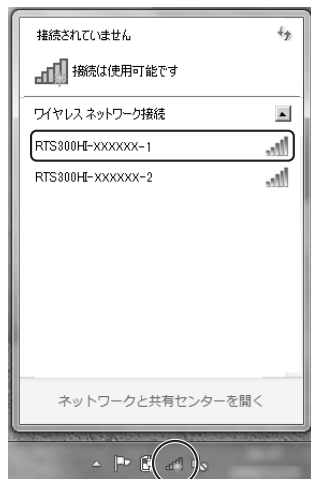 接続されていません
接続は使用可能です
ワイヤレス ネットワーク接続
RTS300HI-XXXXXX-1
RTS300HI-XXXXXX-2
ネットワークと共有センターを開く